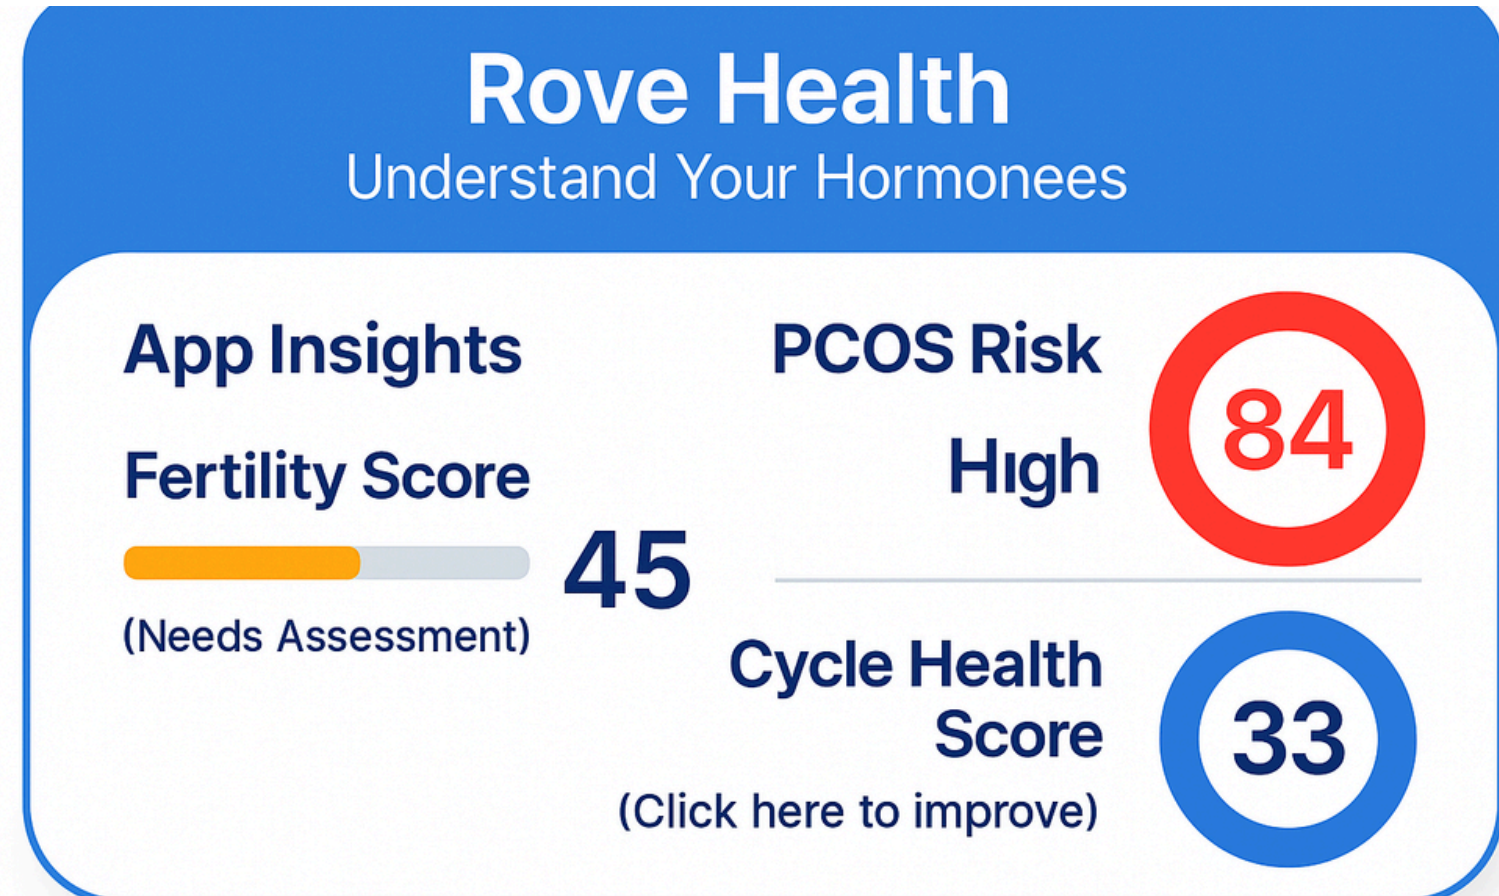 Rove Health
Understand Your Hormonees
App Insights
Fertility Score
45
(Needs Assessment)
PCOS Risk
Hıgh
84
Cycle Health
Score
(Click here to improve)
33